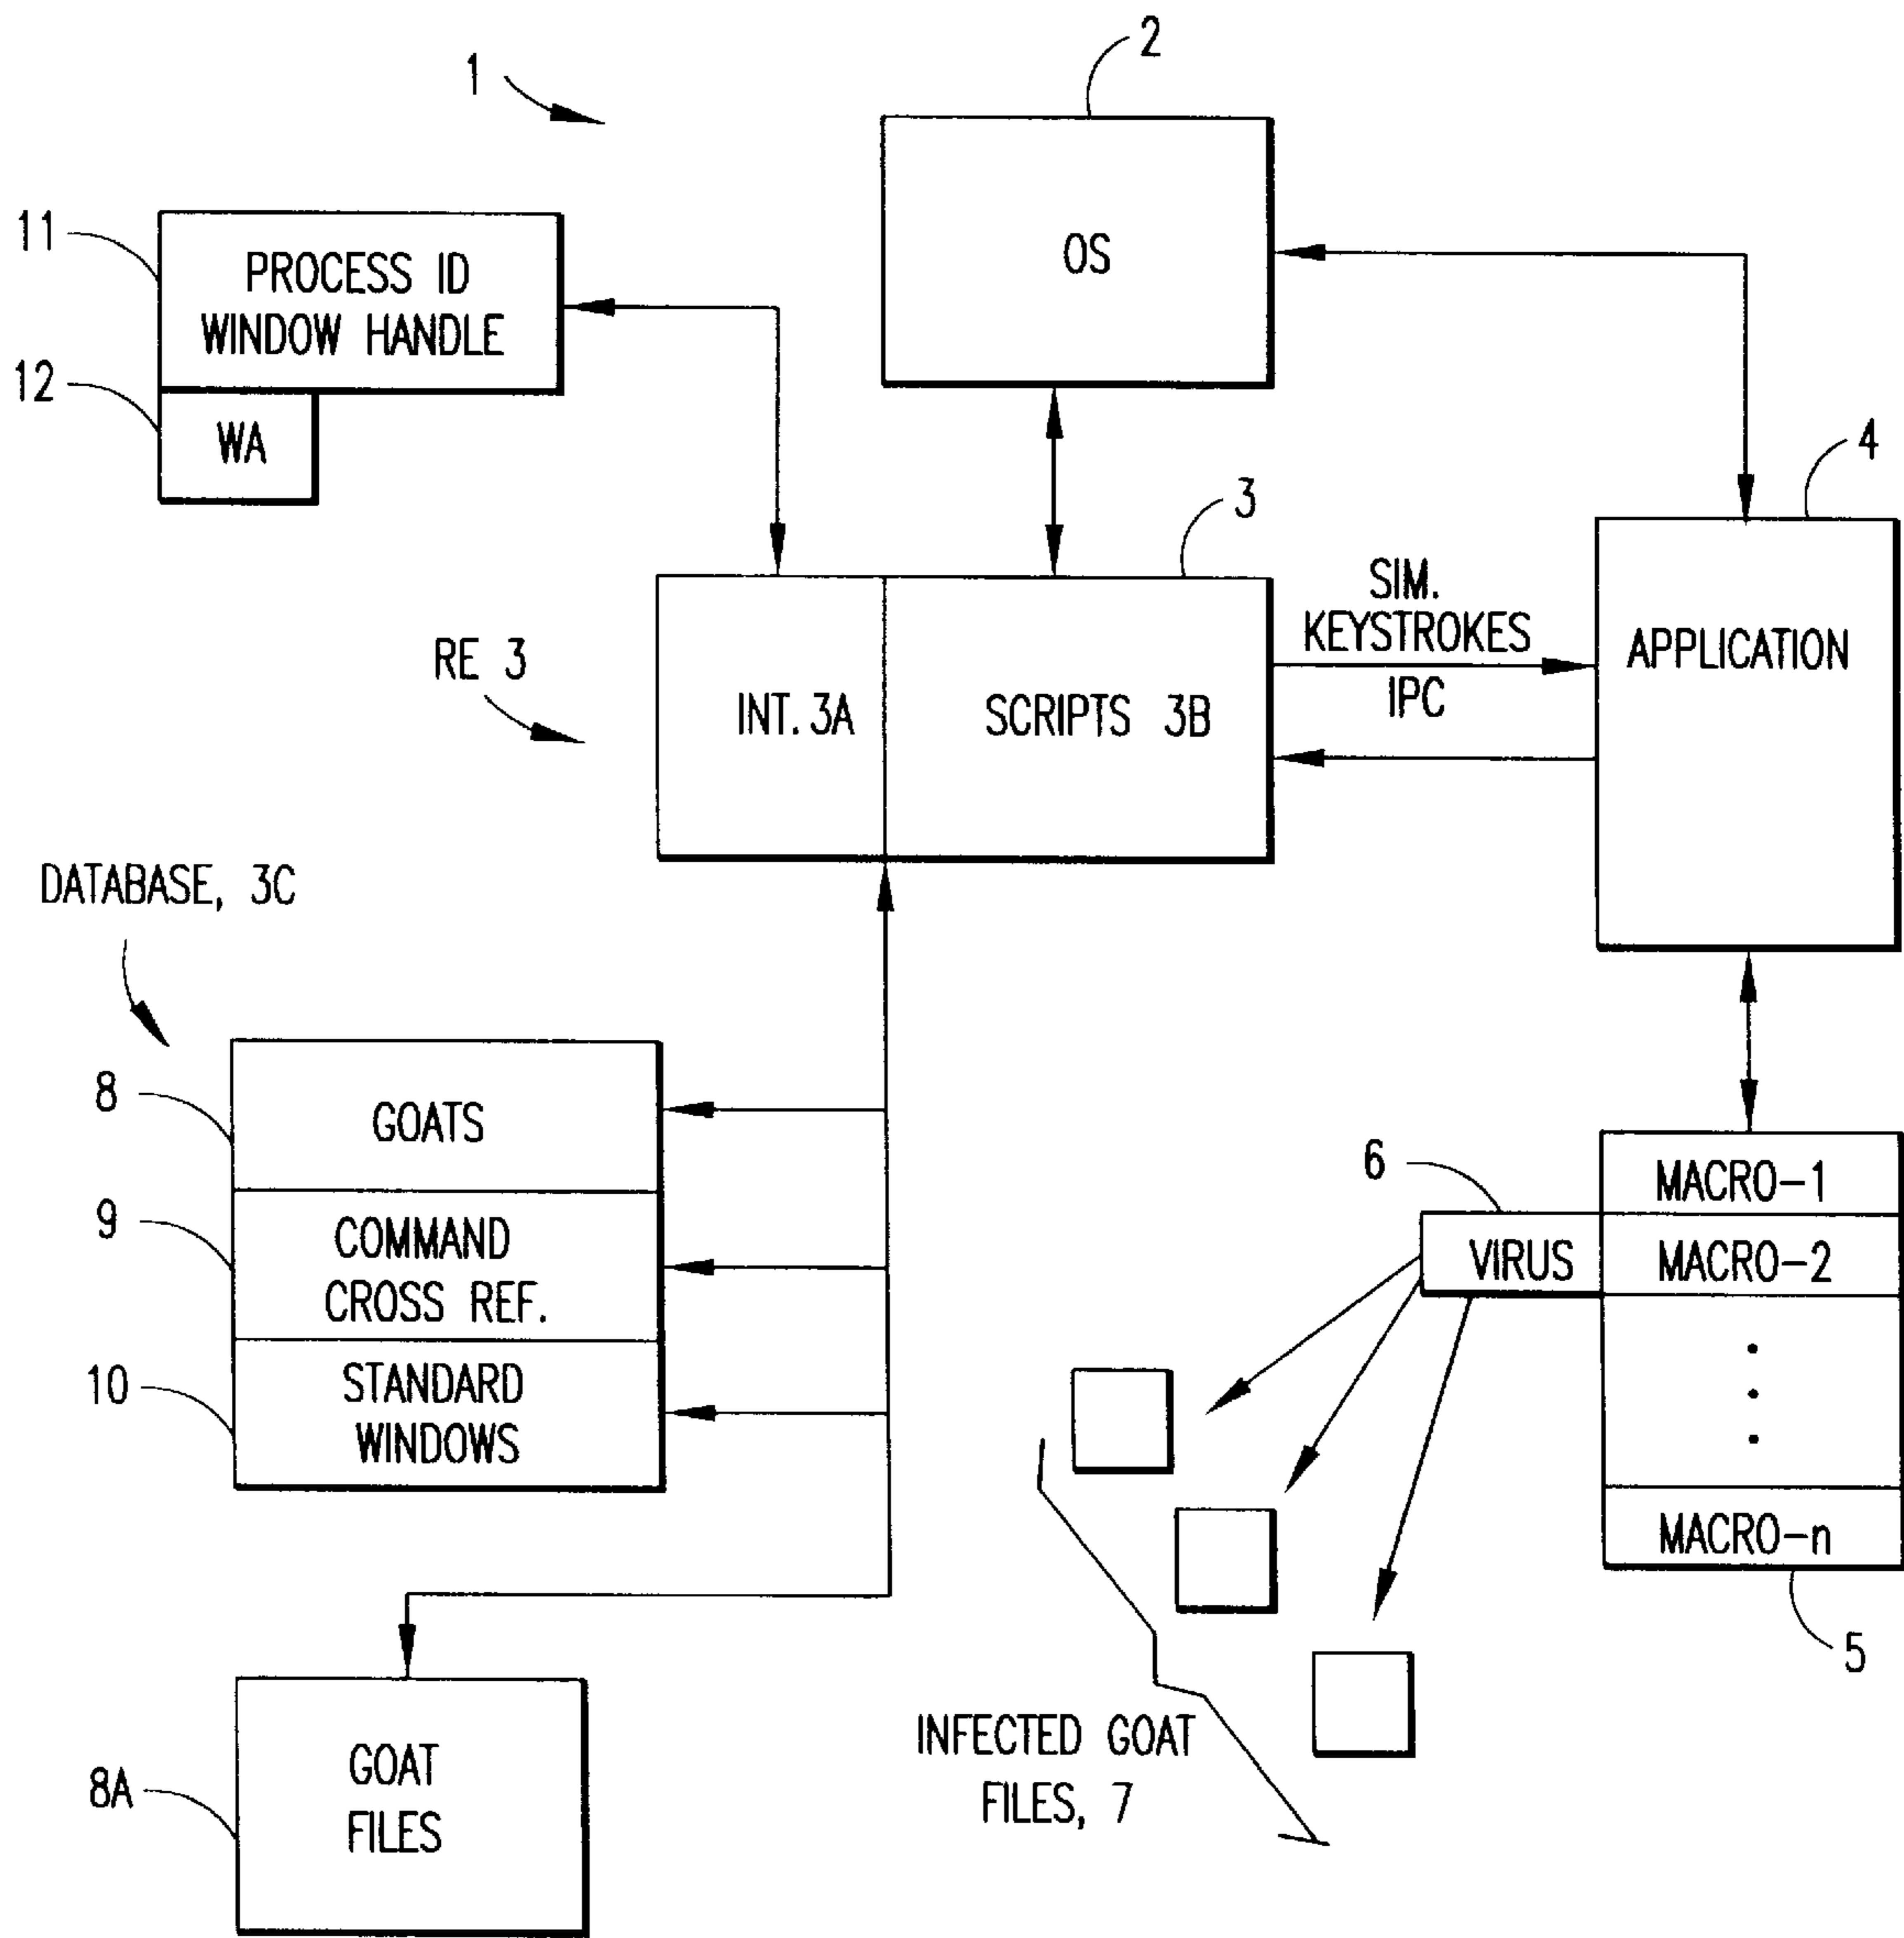 1
2
11
PROCESS ID
WINDOW HANDLE
OS
12
WA
4
3
SIM.
KEYSTROKES
IPC
APPLICATION
RE 3
INT. 3A
SCRIPTS 3B
DATABASE, 3C
8
GOATS
9
COMMAND
CROSS REF.
10
STANDARD
WINDOWS
6
MACRO-1
VIRUS
MACRO-2
MACRO-n
5
INFECTED GOAT
FILES, 7
8A
GOAT
FILES